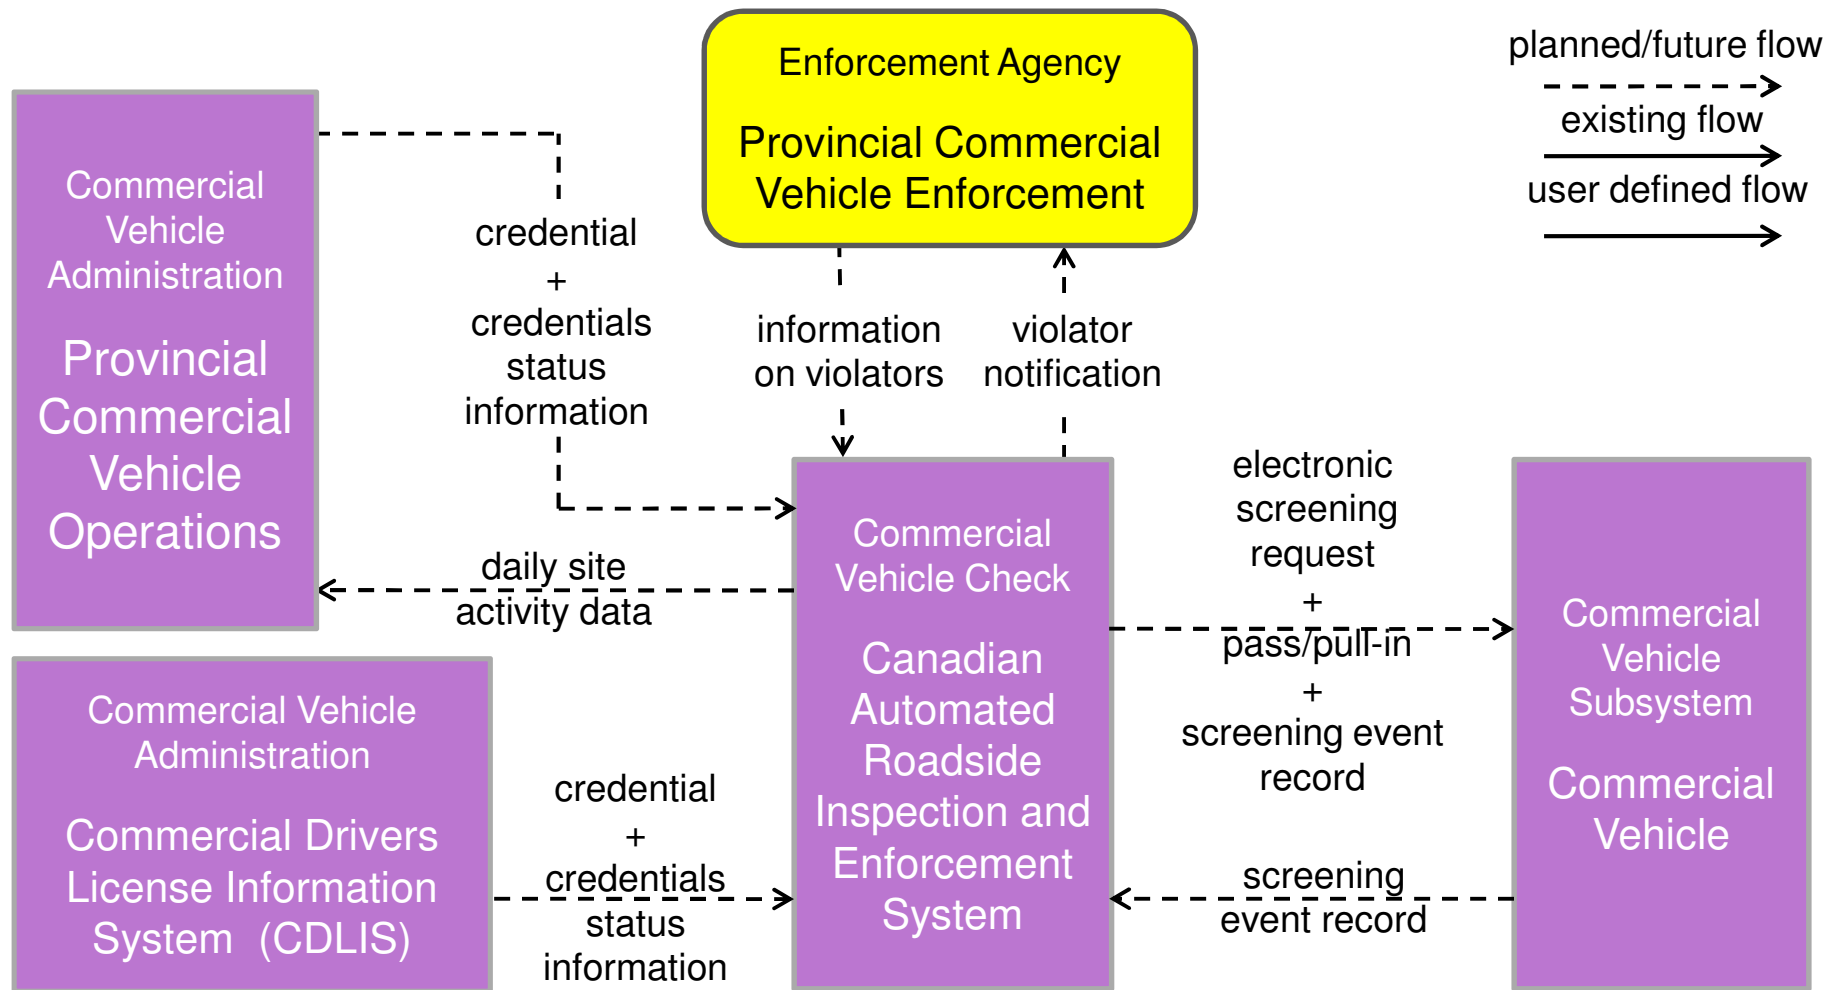 Enforcement Agency
Provincial Commercial
Vehicle Enforcement
planned/future flow
existing flow
user defined flow
Commercial
Vehicle
Administration
Provincial
Commercial
Vehicle
Operations
credential
+
credentials
status
information
information
on violators
violator
notification
daily site
activity data
Commercial Vehicle
Administration
Commercial Drivers
License Information
System (CDLIS)
credential
+
credentials
status
information
Commercial
Vehicle Check
Canadian
Automated
Roadside
Inspection and
Enforcement
System
electronic
screening
request
+
pass/pull-in
+
screening event
record
screening
event record
Commercial
Vehicle
Subsystem
Commercial
Vehicle